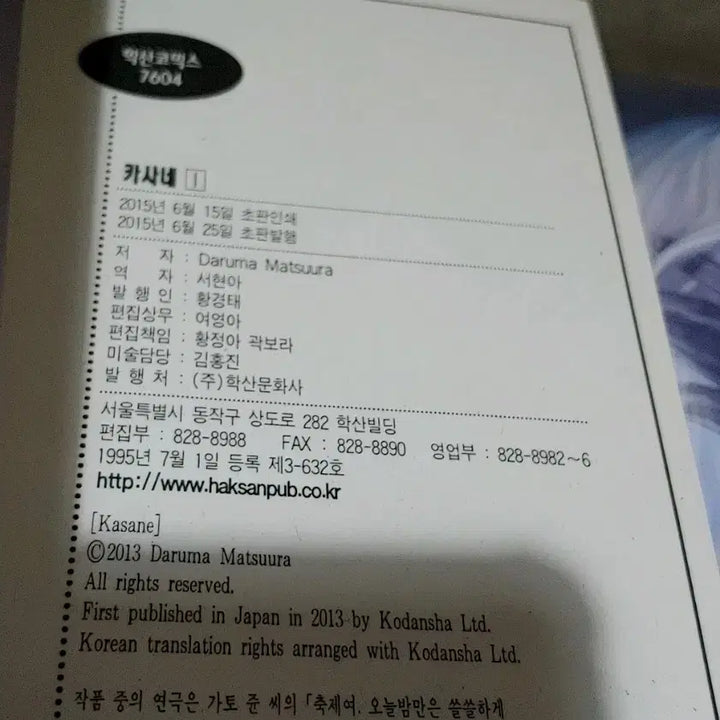 학산코믹스
7604
카사네 1
2015년 6월 15일 초판인쇄
2015년 6월 25일 초판발행
저 자 : Daruma Matsuura
역 자 : 서현아
발 행 인 : 황경태
편집상무 : 여영아
편집책임 : 황정아 곽보라
미술담당 : 김홍진
발 행 처 : (주)학산문화사
서울특별시 동작구 상도로 282 학산빌딩
편집부 : 828-8988 FAX : 828-8890 영업부 : 828-8982~6
1995년 7월 1일 등록 제3-632호
http://www.haksanpub.co.kr
[Kasane]
©2013 Daruma Matsuura
All rights reserved.
First published in Japan in 2013 by Kodansha Ltd.
Korean translation rights arranged with Kodansha Ltd.
작품 중의 연극은 가토 쥰 씨의 「축제여, 오늘밤만은 쓸쓸하게